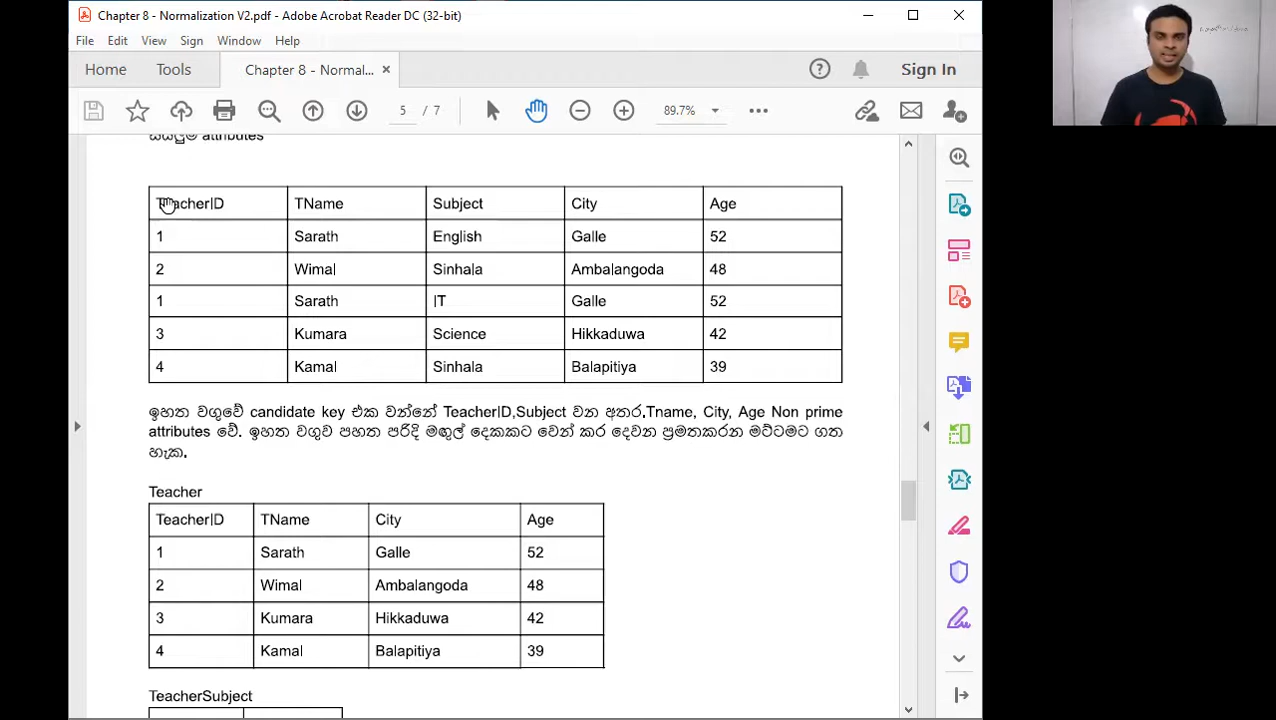 Chapter 8 - Normalization V2.pdf - Adobe Acrobat Reader DC (32-bit)
File Edit View Sign Window Help
Home Tools Chapter 8 - Normal... Sign In
5 / 7 89.7%
සියලුම attributes
TeacherID TName Subject City Age
1 Sarath English Galle 52
2 Wimal Sinhala Ambalangoda 48
1 Sarath IT Galle 52
3 Kumara Science Hikkaduwa 42
4 Kamal Sinhala Balapitiya 39
ඉහත වගුවේ candidate key එක වන්නේ TeacherID,Subject වන අතර,Tname, City, Age Non prime
attributes වේ. ඉහත වගුව පහත පරිදි මඟුල් දෙකකට වෙන් කර දෙවන ප්‍රමතකරන මට්ටමට ගත
හැක.
Teacher
TeacherID TName City Age
1 Sarath Galle 52
2 Wimal Ambalangoda 48
3 Kumara Hikkaduwa 42
4 Kamal Balapitiya 39
TeacherSubject